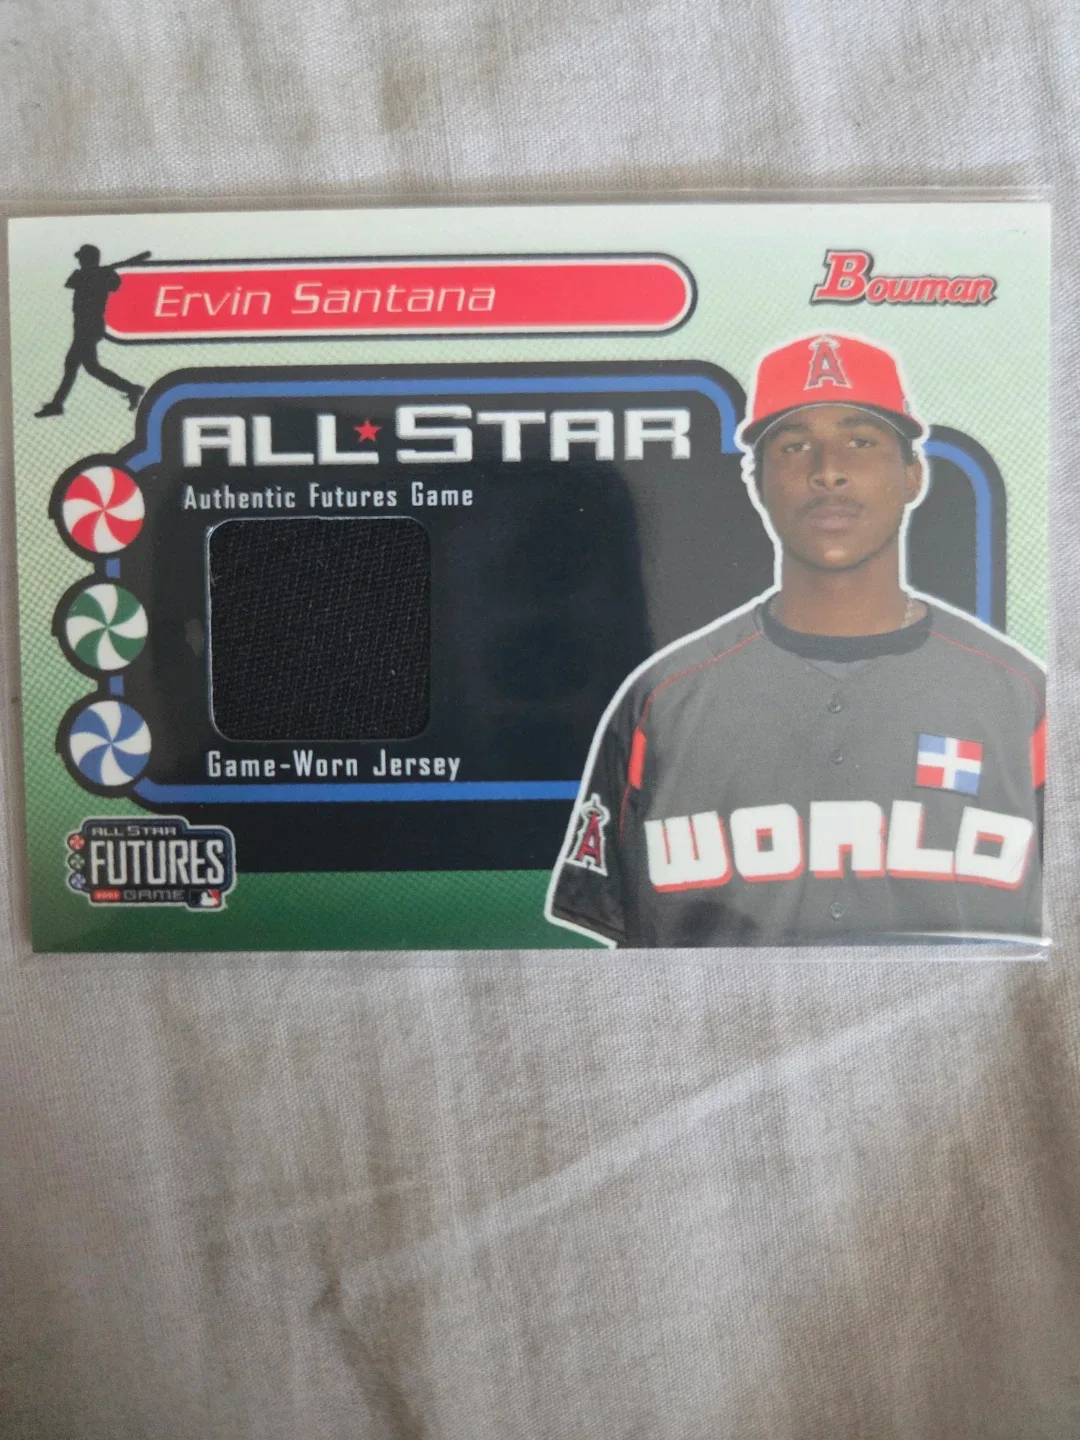 Ervin Santana
Bowman
A
ALL★STAR
Authentic Futures Game
Game-Worn Jersey
WORLD
A
ALL STAR
FUTURES
GAME